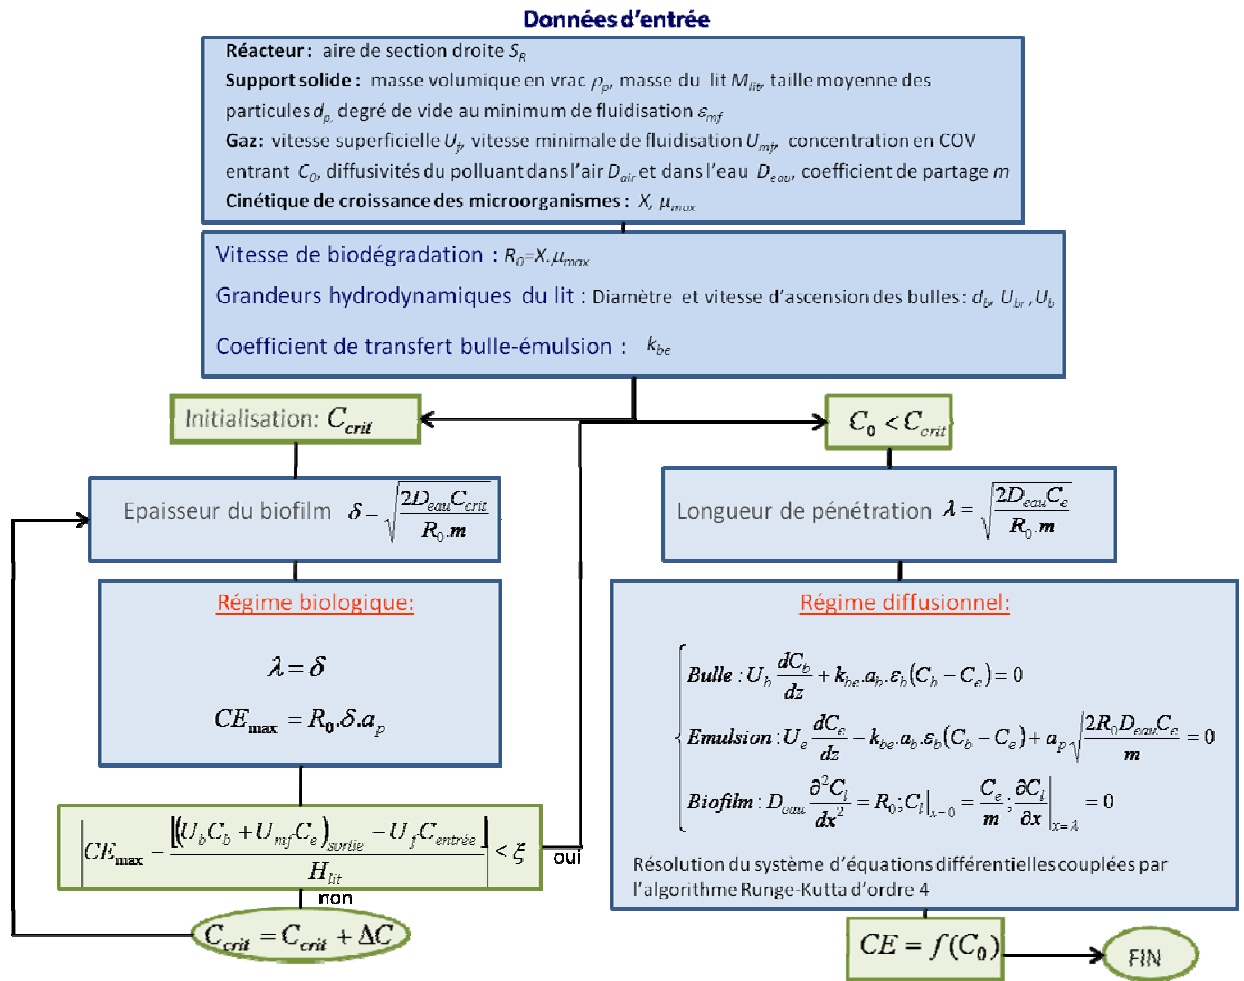 Données d'entrée
Réacteur : aire de section droite S_R
Support solide : masse volumique en vrac ρ_p, masse du lit M_lit, taille moyenne des
particules d_p, degré de vide au minimum de fluidisation ε_mf
Gaz: vitesse superficielle U_f, vitesse minimale de fluidisation U_mf, concentration en COV
entrant C_0, diffusivités du polluant dans l'air D_air et dans l'eau D_eau, coefficient de partage m
Cinétique de croissance des microorganismes : X, μ_max
Vitesse de biodégradation : R_0=X.μ_max
Grandeurs hydrodynamiques du lit : Diamètre et vitesse d'ascension des bulles: d_b, U_br, U_b
Coefficient de transfert bulle-émulsion : k_be
Initialisation: C_crit
C_0 < C_crit
Epaisseur du biofilm δ = √(2D_eau C_crit / R_0.m)
Longueur de pénétration λ = √(2D_eau C_e / R_0.m)
Régime biologique:
λ = δ
CE_max = R_0.δ.a_p
Régime diffusionnel:
Bulle : U_b dC_b/dz + k_be.a_b.ε_b(C_b − C_e) = 0
Emulsion : U_e dC_e/dz − k_be.a_b.ε_b(C_b − C_e) + a_p √(2R_0 D_eau C_e / m) = 0
Biofilm : D_eau ∂²C_l/dx² = R_0; C_l|_x=0 = C_e/m; ∂C_l/∂x|_x=λ = 0
Résolution du système d'équations différentielles couplées par
l'algorithme Runge-Kutta d'ordre 4
|CE_max − [(U_b C_b + U_mf C_e)_sortie − U_f C_entrée] / H_lit| < ξ
oui
non
C_crit = C_crit + ΔC
CE = f(C_0)
FIN